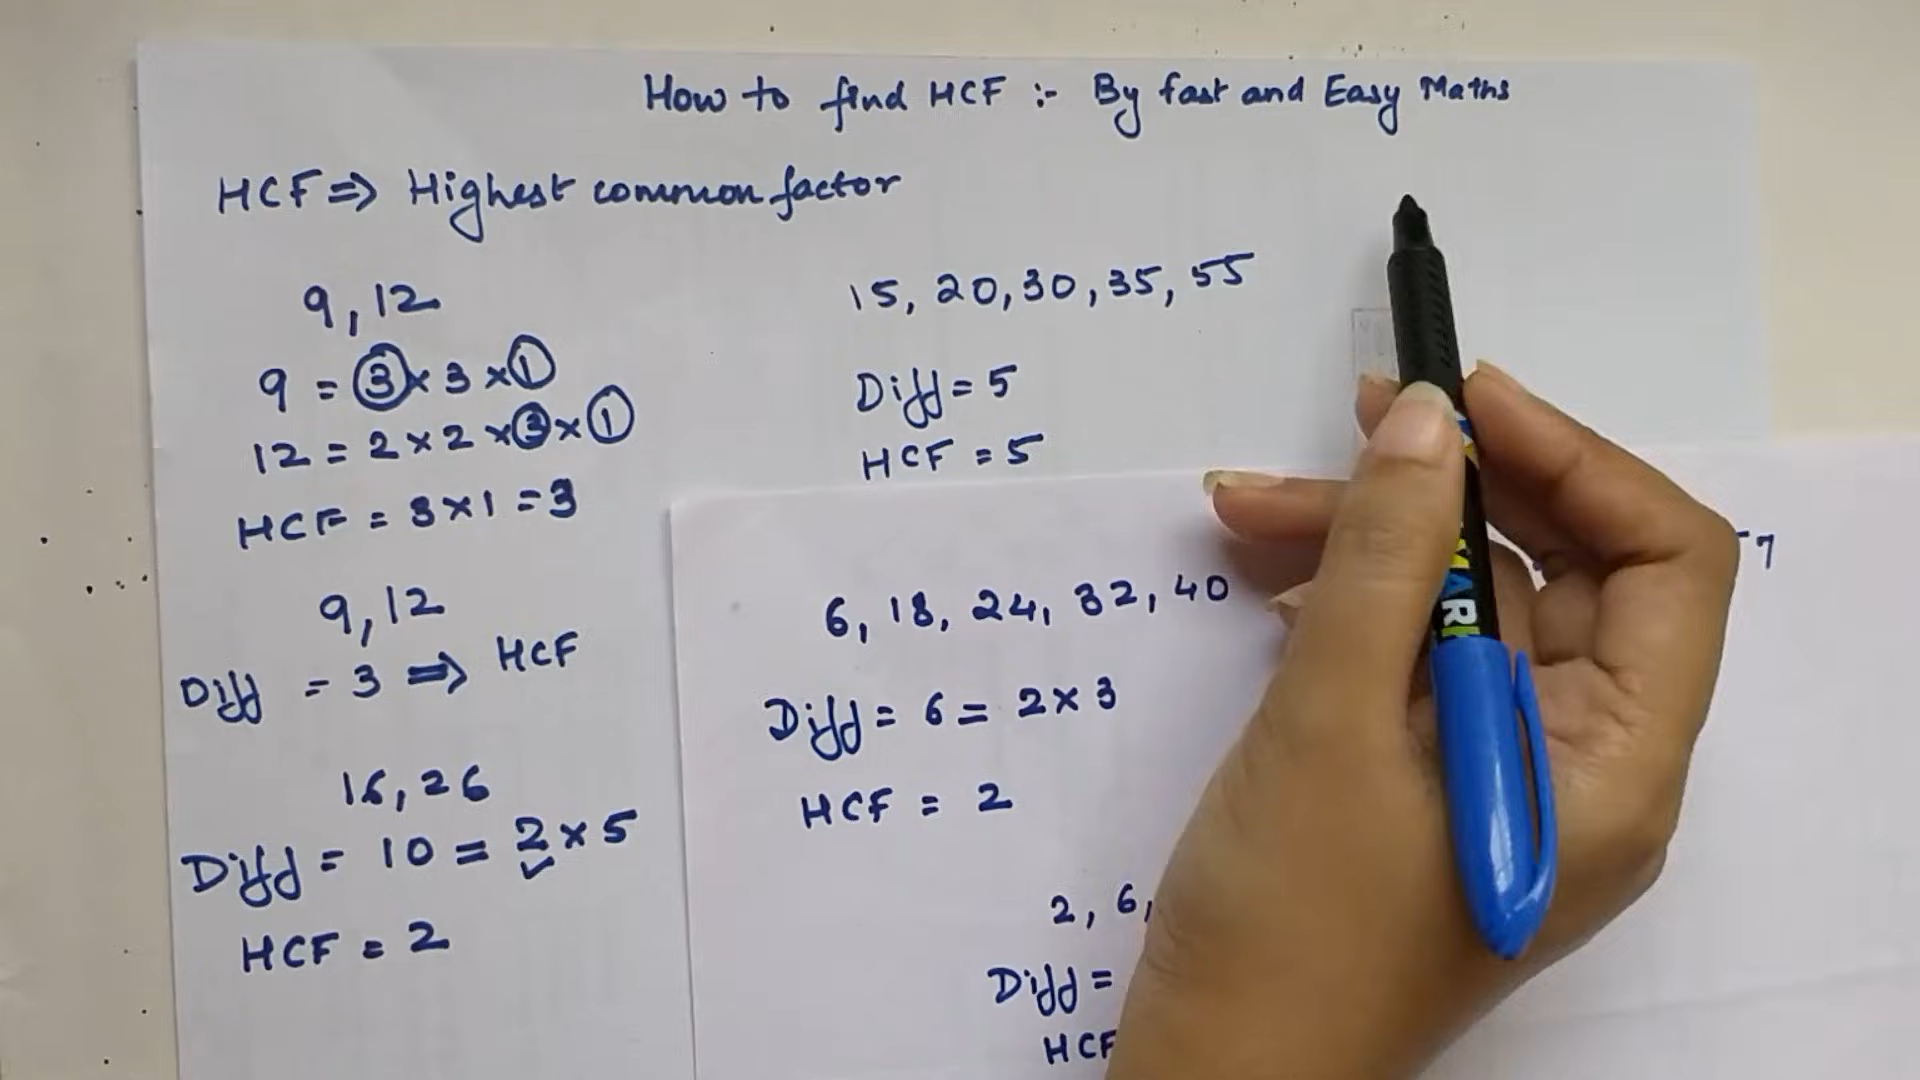 How to find HCF :- By fast and Easy Maths
HCF => Highest common factor
9, 12
9 = 3 x 3 x 1
12 = 2 x 2 x 3 x 1
HCF = 3 x 1 = 3
9, 12
Diff = 3 => HCF
16, 26
Diff = 10 = 2 x 5
HCF = 2
15, 20, 30, 35, 55
Diff = 5
HCF = 5
6, 18, 24, 32, 40
Diff = 6 = 2 x 3
HCF = 2
2, 6,
Diff =
HCF
7